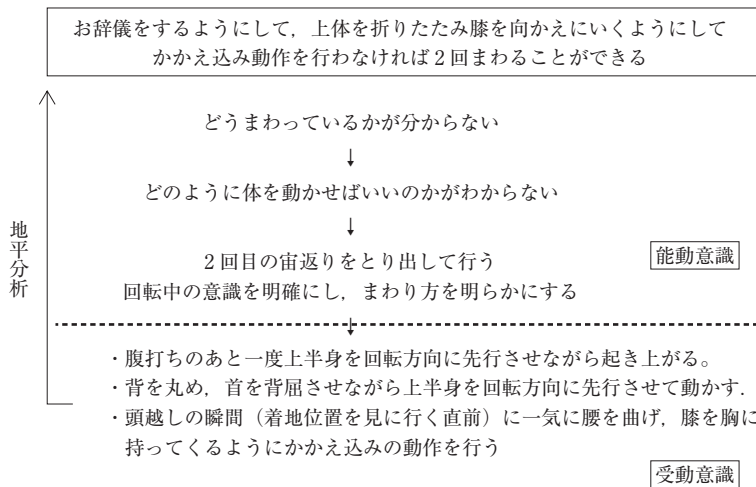 お辞儀をするようにして，上体を折りたたみ膝を向かえにいくようにして
かかえ込み動作を行わなければ２回まわることができる
どうまわっているかが分からない
↓
どのように体を動かせばいいのかがわからない
↓
２回目の宙返りをとり出して行う
回転中の意識を明確にし，まわり方を明らかにする
能動意識
地平分析
↓
・腹打ちのあと一度上半身を回転方向に先行させながら起き上がる。
・背を丸め，首を背屈させながら上半身を回転方向に先行させて動かす．
・頭越しの瞬間（着地位置を見に行く直前）に一気に腰を曲げ，膝を胸に
持ってくるようにかかえ込みの動作を行う
受動意識